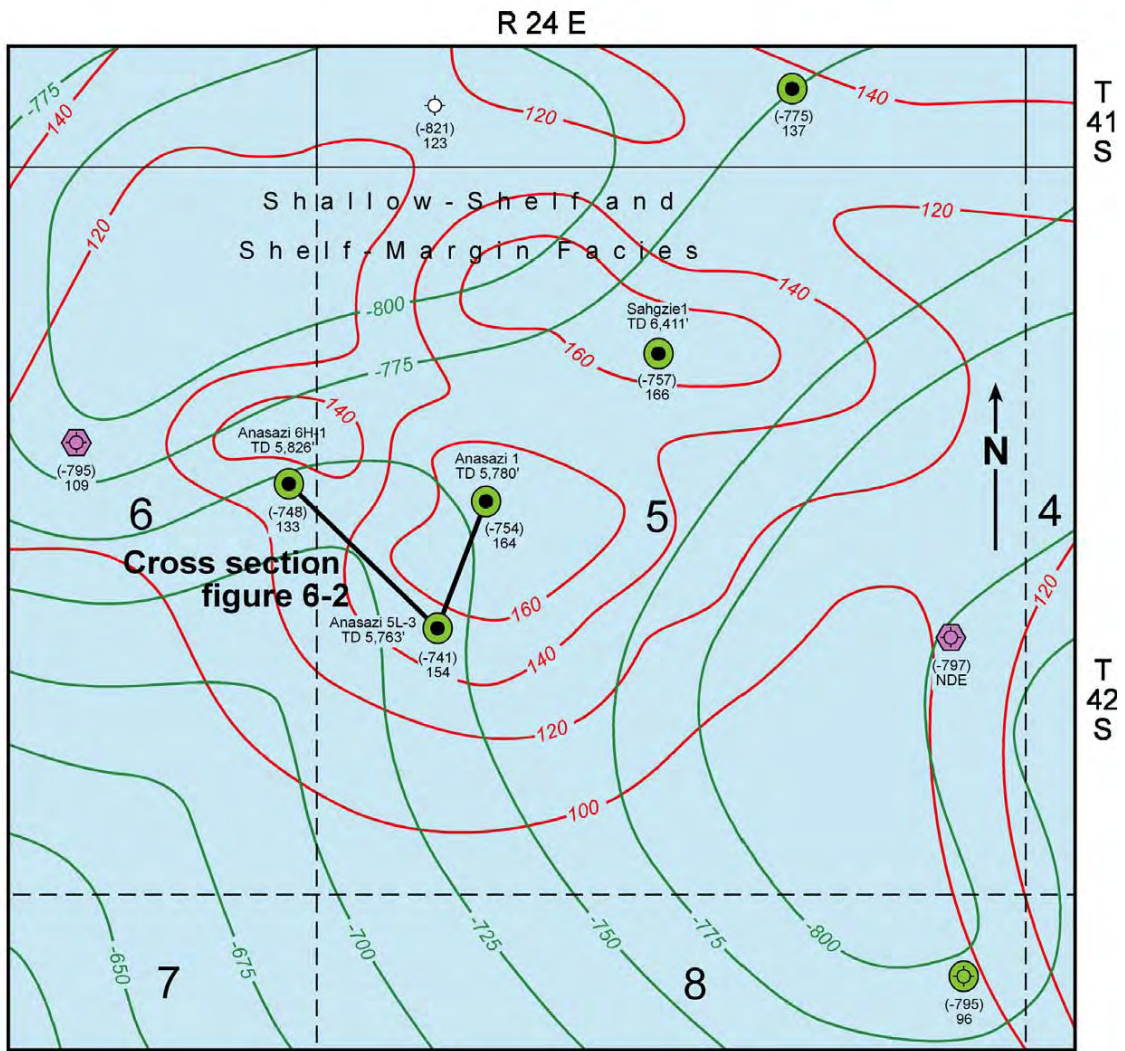 R 24 E
T
41
S
-775
140
(-821)
123
120
(-775)
137
140
120
Shallow-Shelf and
Shelf-Margin Facies
120
-800
140
Sahgzie1
TD 6,411'
160
(-757)
166
-775
140
Anasazi 6H-1
TD 5,826'
Anasazi 1
TD 5,780'
N
(-795)
109
(-748)
133
(-754)
164
6
5
4
Cross section
figure 6-2
160
120
Anasazi 5L-3
TD 5,763'
(-741)
154
140
(-797)
NDE
T
42
S
120
100
-650
-675
-700
-725
-750
-775
-800
7
8
(-795)
96